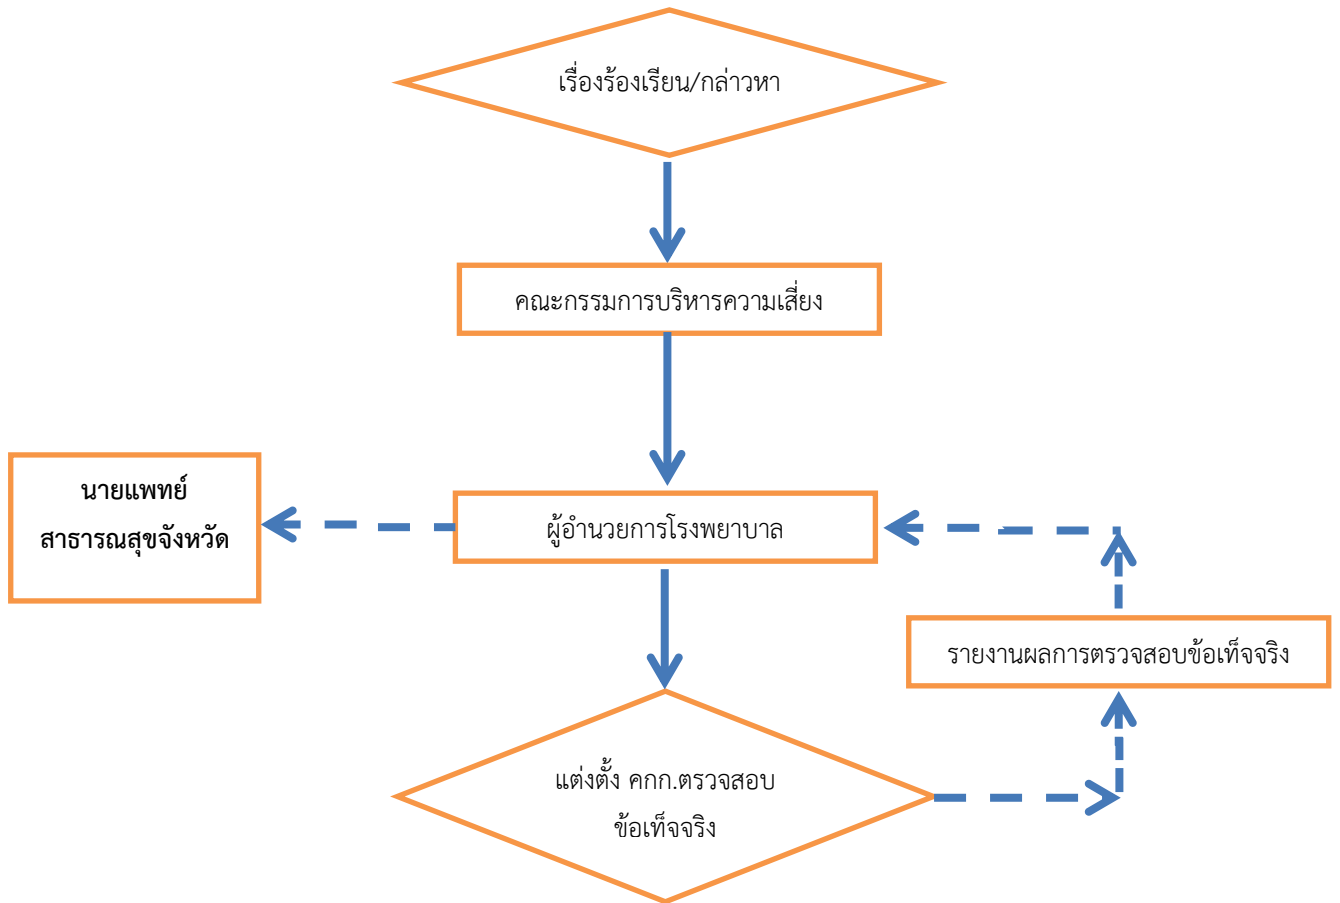 เรื่องร้องเรียน/กล่าวหา
คณะกรรมการบริหารความเสี่ยง
นายแพทย์
สาธารณสุขจังหวัด
ผู้อำนวยการโรงพยาบาล
รายงานผลการตรวจสอบข้อเท็จจริง
แต่งตั้ง คกก.ตรวจสอบ
ข้อเท็จจริง